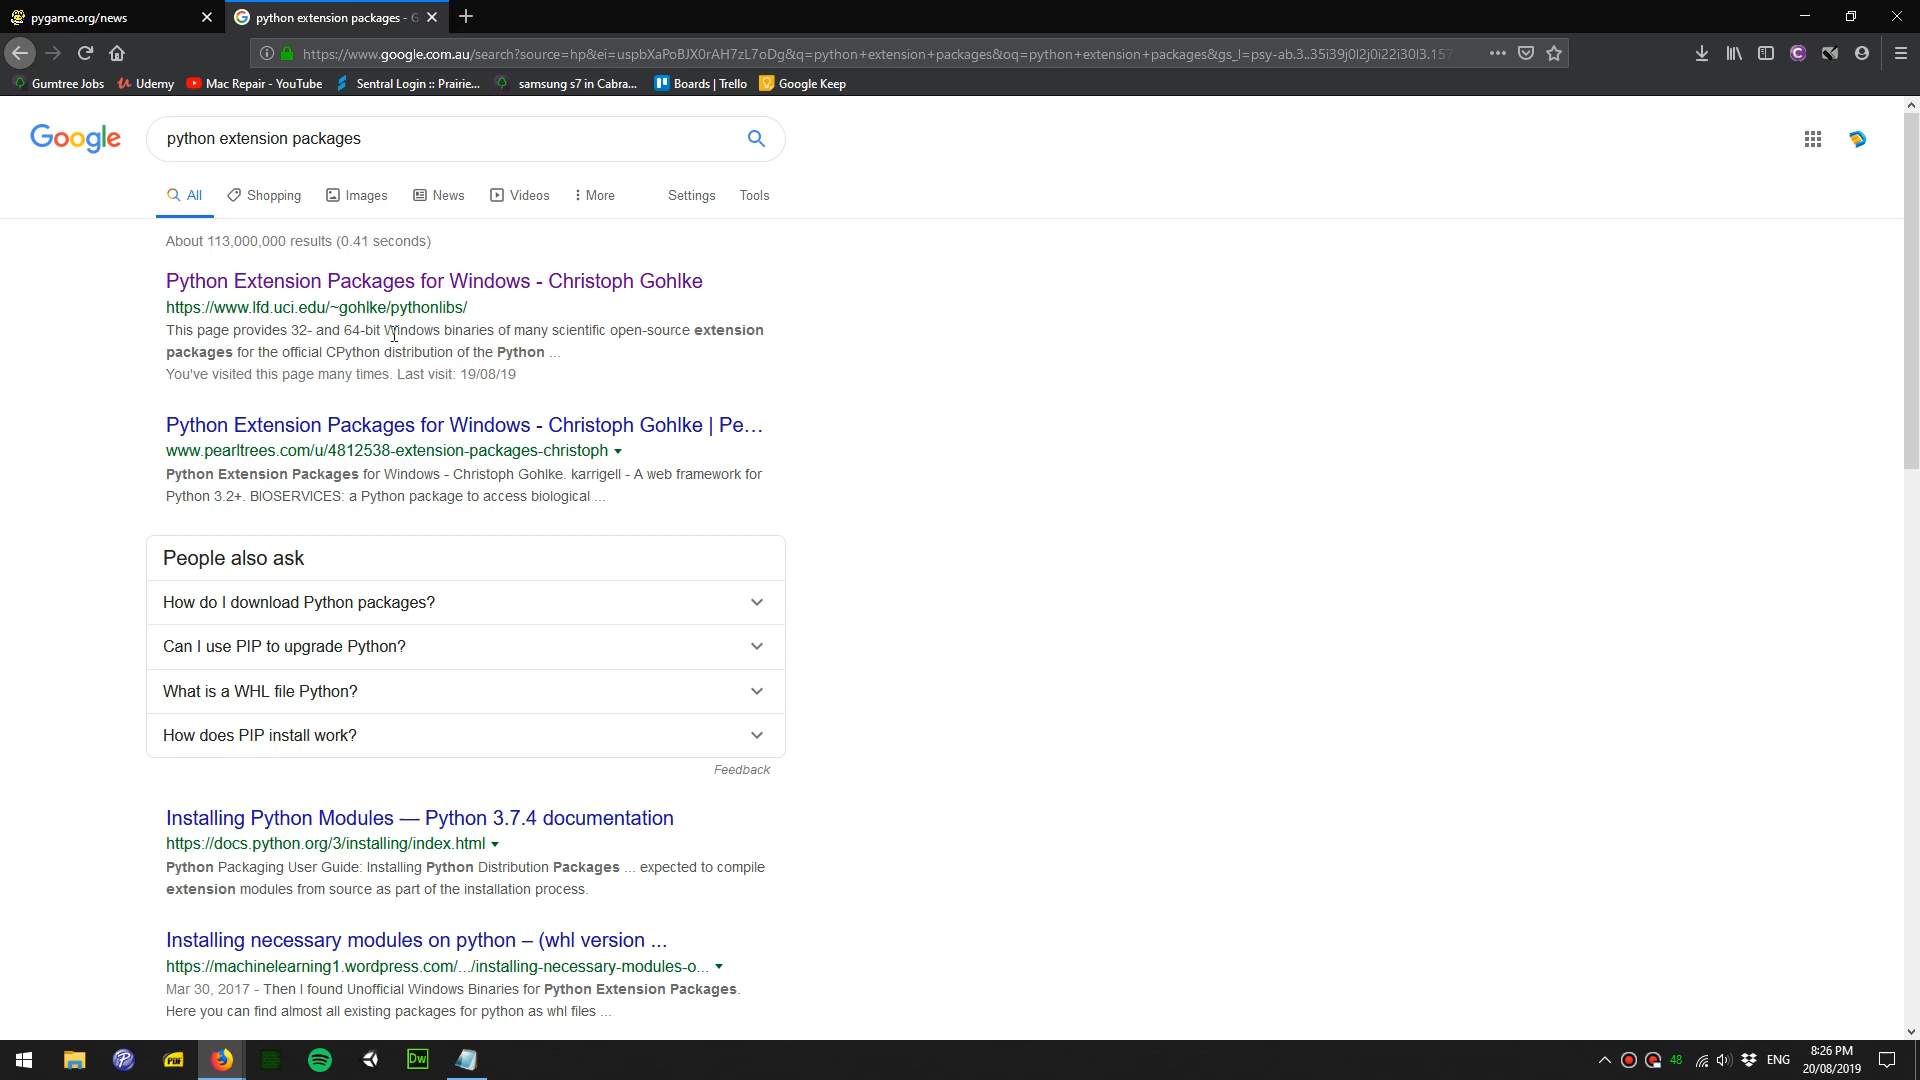 pygame.org/news
python extension packages - G
https://www.google.com.au/search?source=hp&ei=uspbXaPoBJX0rAH7zL7oDg&q=python+extension+packages&oq=python+extension+packages&gs_l=psy-ab.3..35i39j0l2j0i22i30l3.157
Gumtree Jobs
Udemy
Mac Repair - YouTube
Sentral Login :: Prairie...
samsung s7 in Cabra...
Boards | Trello
Google Keep
Google
python extension packages
All
Shopping
Images
News
Videos
More
Settings
Tools
About 113,000,000 results (0.41 seconds)
Python Extension Packages for Windows - Christoph Gohlke
https://www.lfd.uci.edu/~gohlke/pythonlibs/
This page provides 32- and 64-bit Windows binaries of many scientific open-source extension
packages for the official CPython distribution of the Python ...
You've visited this page many times. Last visit: 19/08/19
Python Extension Packages for Windows - Christoph Gohlke | Pe...
www.pearltrees.com/u/4812538-extension-packages-christoph
Python Extension Packages for Windows - Christoph Gohlke. karrigell - A web framework for
Python 3.2+. BIOSERVICES: a Python package to access biological ...
People also ask
How do I download Python packages?
Can I use PIP to upgrade Python?
What is a WHL file Python?
How does PIP install work?
Feedback
Installing Python Modules — Python 3.7.4 documentation
https://docs.python.org/3/installing/index.html
Python Packaging User Guide: Installing Python Distribution Packages ... expected to compile
extension modules from source as part of the installation process.
Installing necessary modules on python – (whl version ...
https://machinelearning1.wordpress.com/.../installing-necessary-modules-o...
Mar 30, 2017 - Then I found Unofficial Windows Binaries for Python Extension Packages.
Here you can find almost all existing packages for python as whl files ...
PDF
Dw
48
ENG
8:26 PM
20/08/2019